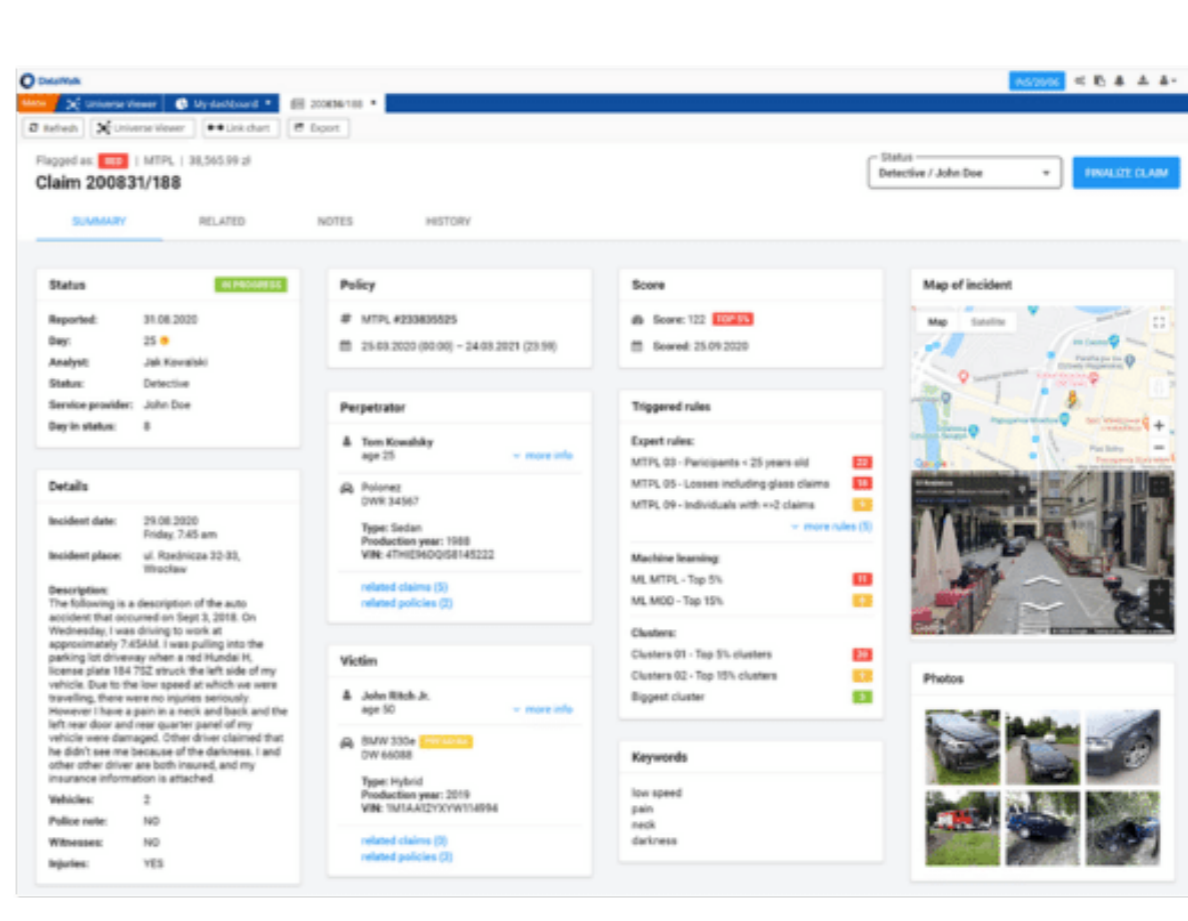 DataWalk
Menu
Universe Viewer
My dashboard
200831/188
Refresh
Universe Viewer
Link chart
Export
Flagged as: RED | MTPL | 38,565.99 zł
Claim 200831/188
Status
Detective / John Doe
FINALIZE CLAIM
SUMMARY
RELATED
NOTES
HISTORY
Status
IN PROGRESS
Reported: 31.08.2020
Day: 25
Analyst: Jak Kowalski
Status: Detective
Service provider: John Doe
Day in status: 8
Details
Incident date: 29.08.2020
Friday, 7:45 am
Incident place: ul. Rzeźnicza 32-33,
Wrocław
Description:
The following is a description of the auto
accident that occurred on Sept 3, 2018. On
Wednesday, I was driving to work at
approximately 7:45AM. I was pulling into the
parking lot driveway when a red Hundai H,
license plate 184 7SZ struck the left side of my
vehicle. Due to the low speed at which we were
travelling, there were no injuries seriously.
However I have a pain in a neck and back and the
left rear door and rear quarter panel of my
vehicle were damaged. Other driver claimed that
he didn't see me because of the darkness. I and
other other driver are both insured, and my
insurance information is attached.
Vehicles: 2
Police note: NO
Witnesses: NO
Injuries: YES
Policy
# MTPL #233835525
25.03.2020 (00:00) – 24.03.2021 (23:59)
Perpetrator
Tom Kowalsky
age 25
more info
Polonez
DWR 34567
Type: Sedan
Production year: 1988
related claims (5)
related policies (2)
Victim
John Ritch Jr.
age 50
more info
BMW 330e
DW 66088
Type: Hybrid
Production year: 2019
VIN: 1M1AA12YXYW114994
related claims (3)
related policies (2)
Score
Score: 122 TOP 5%
Scored: 25.09.2020
Triggered rules
Expert rules:
MTPL 03 - Paricipants < 25 years old
MTPL 05 - Losses including glass claims
MTPL 09 - Individuals with =>2 claims
more rules (5)
Machine learning:
ML MTPL - Top 5% 11
ML MOD - Top 15%
Clusters:
Clusters 01 - Top 5% clusters
Clusters 02 - Top 15% clusters
Biggest cluster
Keywords
low speed
pain
neck
darkness
Map of incident
Map
Satellite
Google
Photos